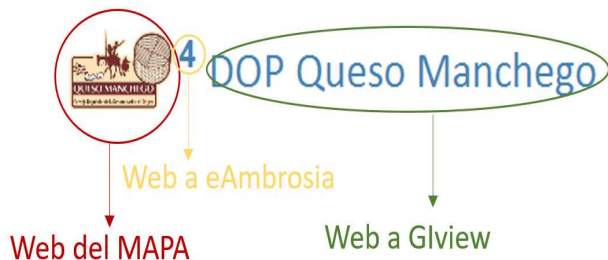 4 DOP Queso Manchego
QUESO MANCHEGO
Web a eAmbrosia
Web del MAPA
Web a GIview